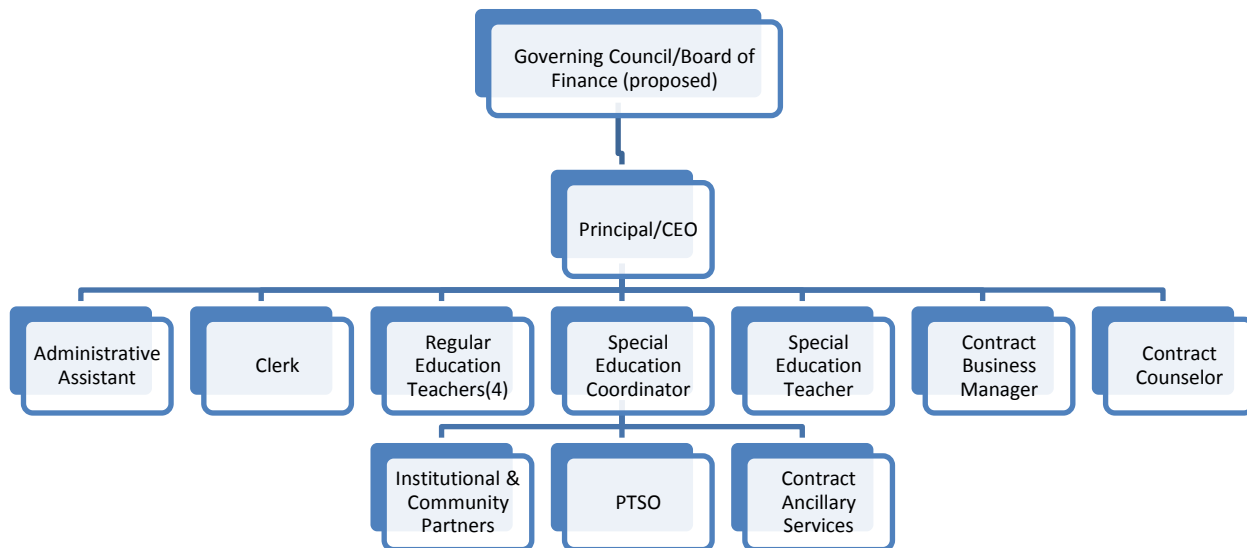 Governing Council/Board of
Finance (proposed)
Principal/CEO
Administrative
Assistant
Clerk
Regular
Education
Teachers(4)
Special
Education
Coordinator
Special
Education
Teacher
Contract
Business
Manager
Contract
Counselor
Institutional &
Community
Partners
PTSO
Contract
Ancillary
Services